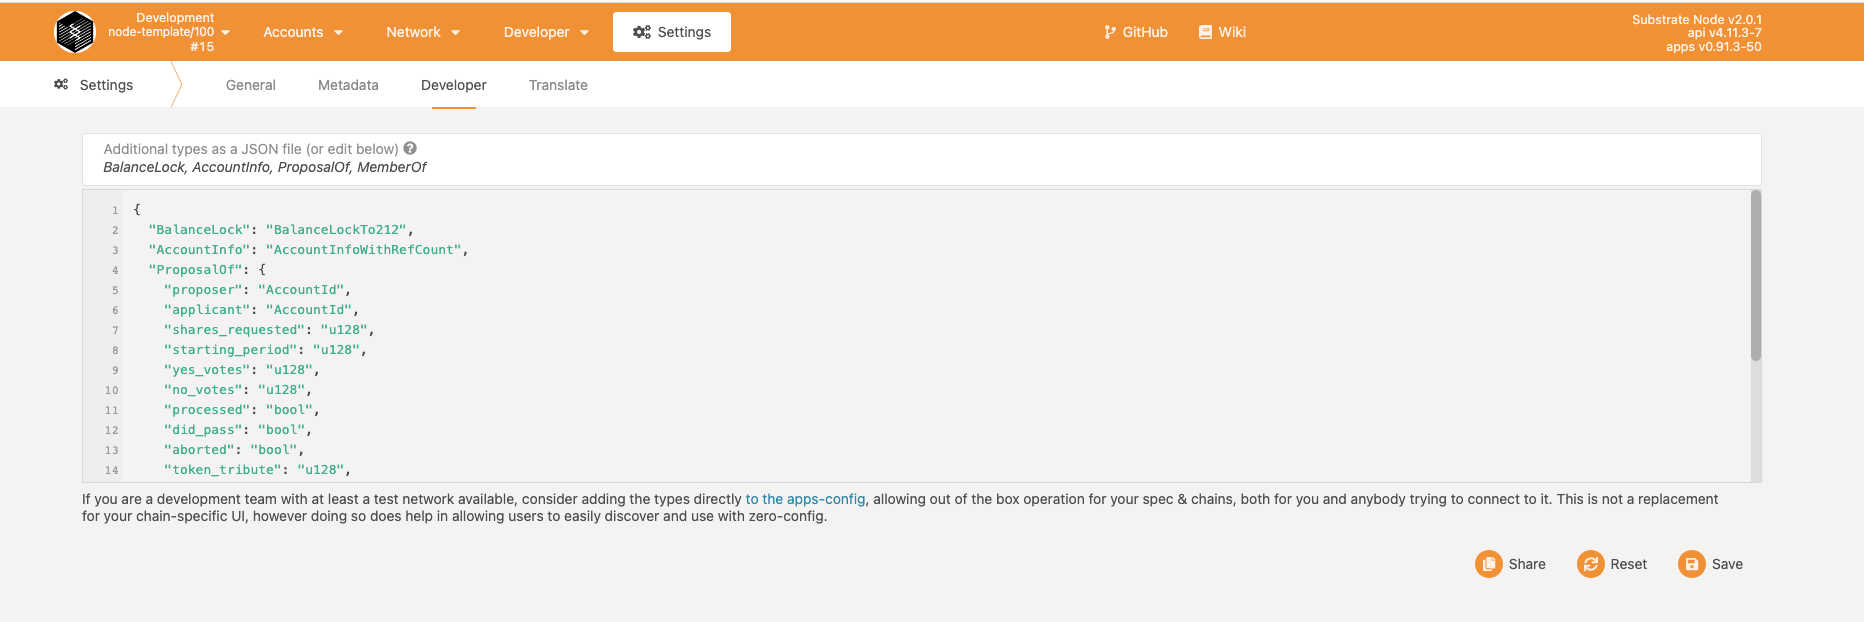 Development
node-template/100
#15
Accounts
Network
Developer
Settings
GitHub
Wiki
Substrate Node v2.0.1
api v4.11.3-7
apps v0.91.3-50
Settings
General
Metadata
Developer
Translate
Additional types as a JSON file (or edit below)
BalanceLock, AccountInfo, ProposalOf, MemberOf
1 {
2 "BalanceLock": "BalanceLockTo212",
3 "AccountInfo": "AccountInfoWithRefCount",
4 "ProposalOf": {
5 "proposer": "AccountId",
6 "applicant": "AccountId",
7 "shares_requested": "u128",
8 "starting_period": "u128",
9 "yes_votes": "u128",
10 "no_votes": "u128",
11 "processed": "bool",
12 "did_pass": "bool",
13 "aborted": "bool",
14 "token_tribute": "u128",
If you are a development team with at least a test network available, consider adding the types directly to the apps-config, allowing out of the box operation for your spec & chains, both for you and anybody trying to connect to it. This is not a replacement
for your chain-specific UI, however doing so does help in allowing users to easily discover and use with zero-config.
Share
Reset
Save